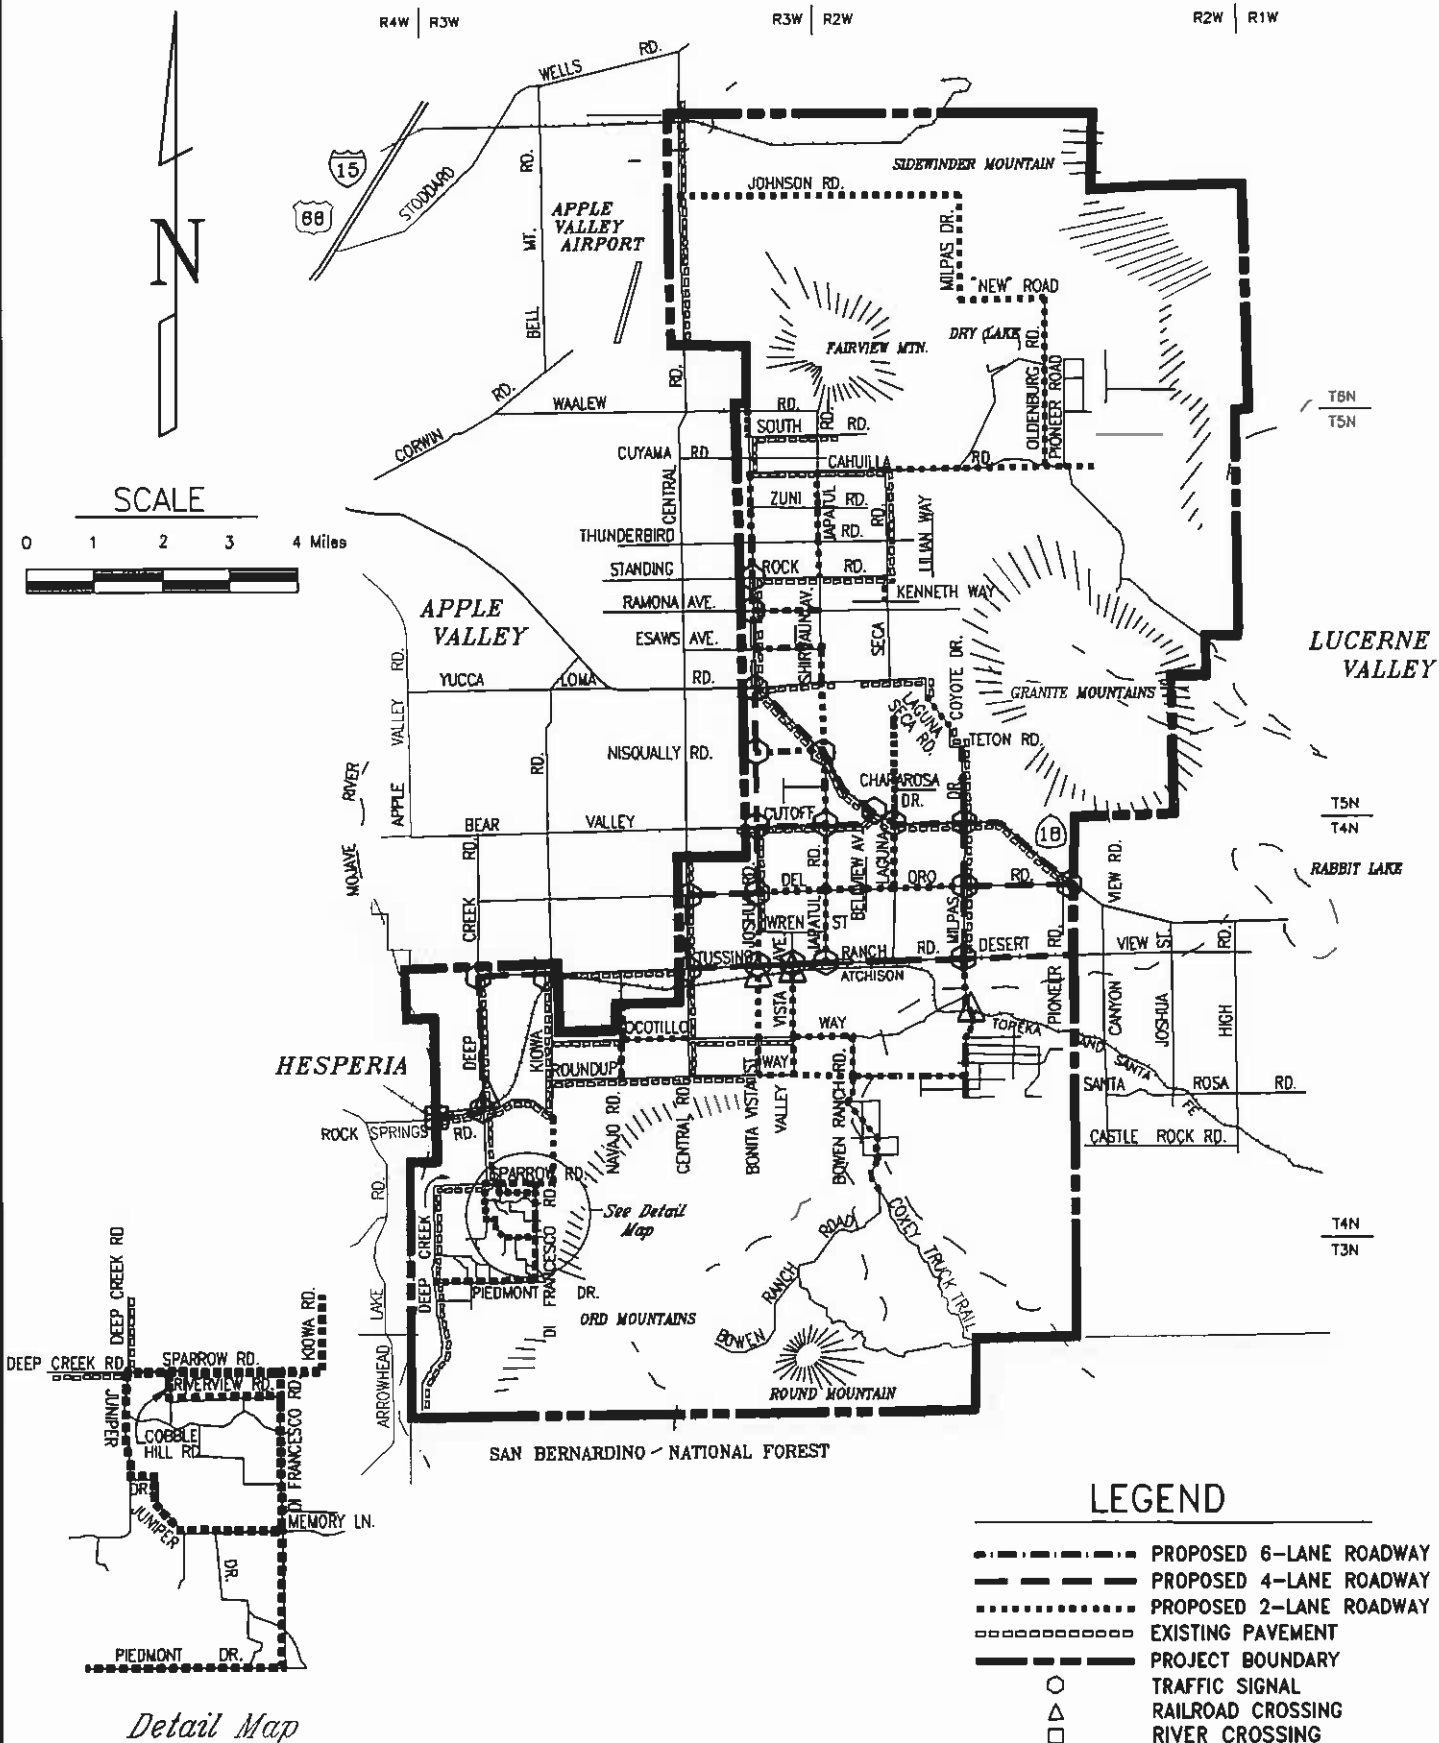 R4W R3W
R3W R2W
R2W R1W
WELLS RD.
15
STODDARD
SIDEWINDER MOUNTAIN
JOHNSON RD.
68
BELL MT. RD.
APPLE
VALLEY
AIRPORT
MILPAS DR.
N
"NEW" ROAD
DRY LAKE
FAIRVIEW MTN.
OLDENBURG RD.
PIONEER ROAD
RD.
CORWIN RD.
WAALEW RD.
T6N
T5N
SOUTH RD.
RD.
CUYAMA RD
CAHUILLA RD.
SCALE
CENTRAL
ZUNI RD.
JAPATUL
RD.
LILIAN WAY
0 1 2 3 4 Miles
THUNDERBIRD RD.
STANDING ROCK RD.
RAMONA AVE.
KENNETH WAY
APPLE
VALLEY
ESAWS AVE.
SHIRWAUN AV.
SECA
COYOTE DR.
LUCERNE
VALLEY
YUCCA LOMA RD.
GRANITE MOUNTAINS
LAGUNA
SECA RD.
APPLE VALLEY RD.
NISQUALLY RD.
TETON RD.
RD.
MOJAVE RIVER
CHAPAROSA
DR.
DR.
T5N
T4N
BEAR VALLEY CUTOFF
18
RD.
DEEP CREEK
JOSHUA RD.
DEL ORO RD.
BELLVIEW AV.
LAGUNA
VIEW RD.
RABBIT LAKE
WREN ST
JAPATUL RD.
MILPAS
TUSSING RANCH RD.
DESERT VIEW
ATCHISON
TOPEKA
AND SANTA
FE
VISTA AVE.
PIONEER RD.
CANYON
JOSHUA ST
HIGH RD.
OCOTILLO WAY
HESPERIA
KIOWA
ROUNDUP WAY
SANTA ROSA RD.
ROCK SPRINGS RD.
NAVAJO RD.
CENTRAL RD.
BONITA VISTA ST
VALLEY
BOWEN RANCH RD.
CASTLE ROCK RD.
SPARROW RD.
See Detail
Map
COXEY TRUCK TRAIL
DEEP CREEK
DI FRANCESCO RD.
T4N
T3N
PIEDMONT DR.
BOWEN RANCH ROAD
ORD MOUNTAINS
ARROWHEAD LAKE RD.
ROUND MOUNTAIN
SAN BERNARDINO NATIONAL FOREST
DEEP CREEK RD
KIOWA RD.
DEEP CREEK RD.
SPARROW RD.
RIVERVIEW RD.
JUNIPER
DR.
COBBLE
HILL RD
DI FRANCESCO RD.
MEMORY LN.
JUNIPER
DR.
PIEDMONT DR.
Detail Map
LEGEND
PROPOSED 6-LANE ROADWAY
PROPOSED 4-LANE ROADWAY
PROPOSED 2-LANE ROADWAY
EXISTING PAVEMENT
PROJECT BOUNDARY
TRAFFIC SIGNAL
RAILROAD CROSSING
RIVER CROSSING